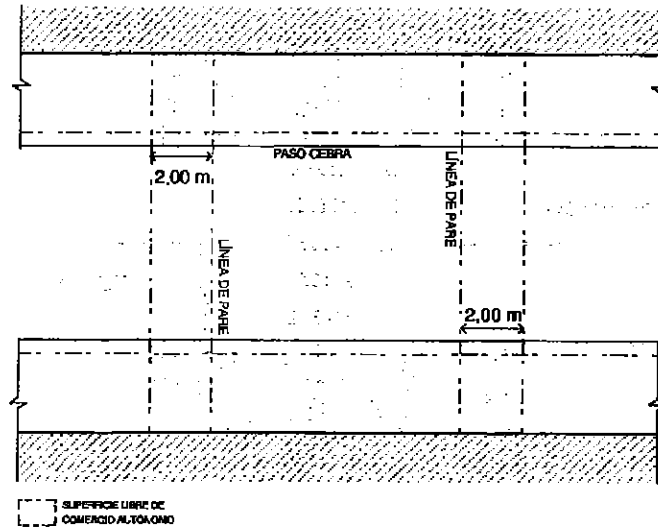 PASO CEBRA
2,00 m
LÍNEA DE PARE
LÍNEA DE PARE
2,00 m
SUPERFICIE LIBRE DE
COMERCIO AUTÓNOMO